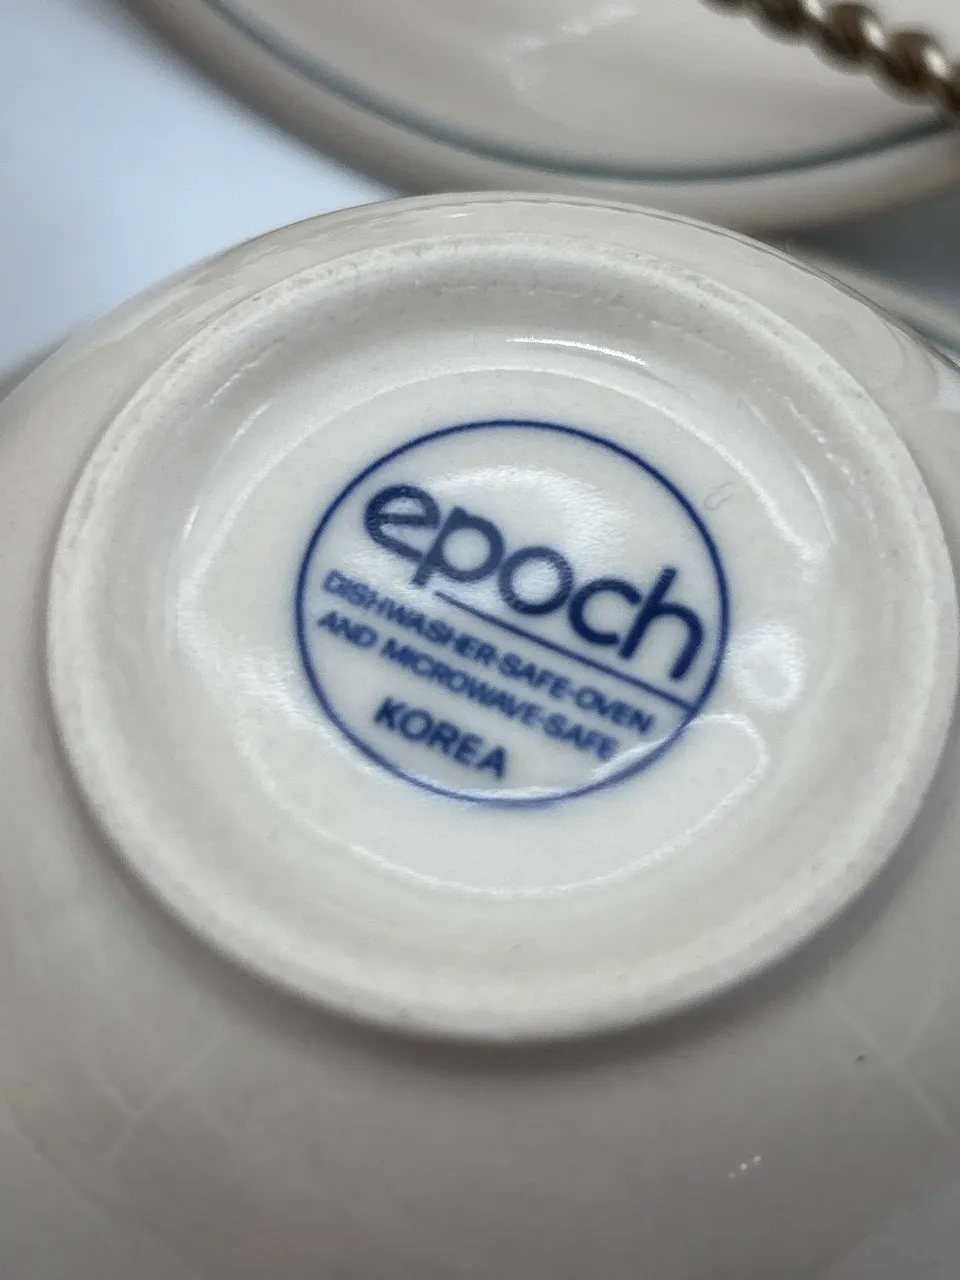 epoch
DISHWASHER-SAFE-OVEN
AND MICROWAVE-SAFE
KOREA